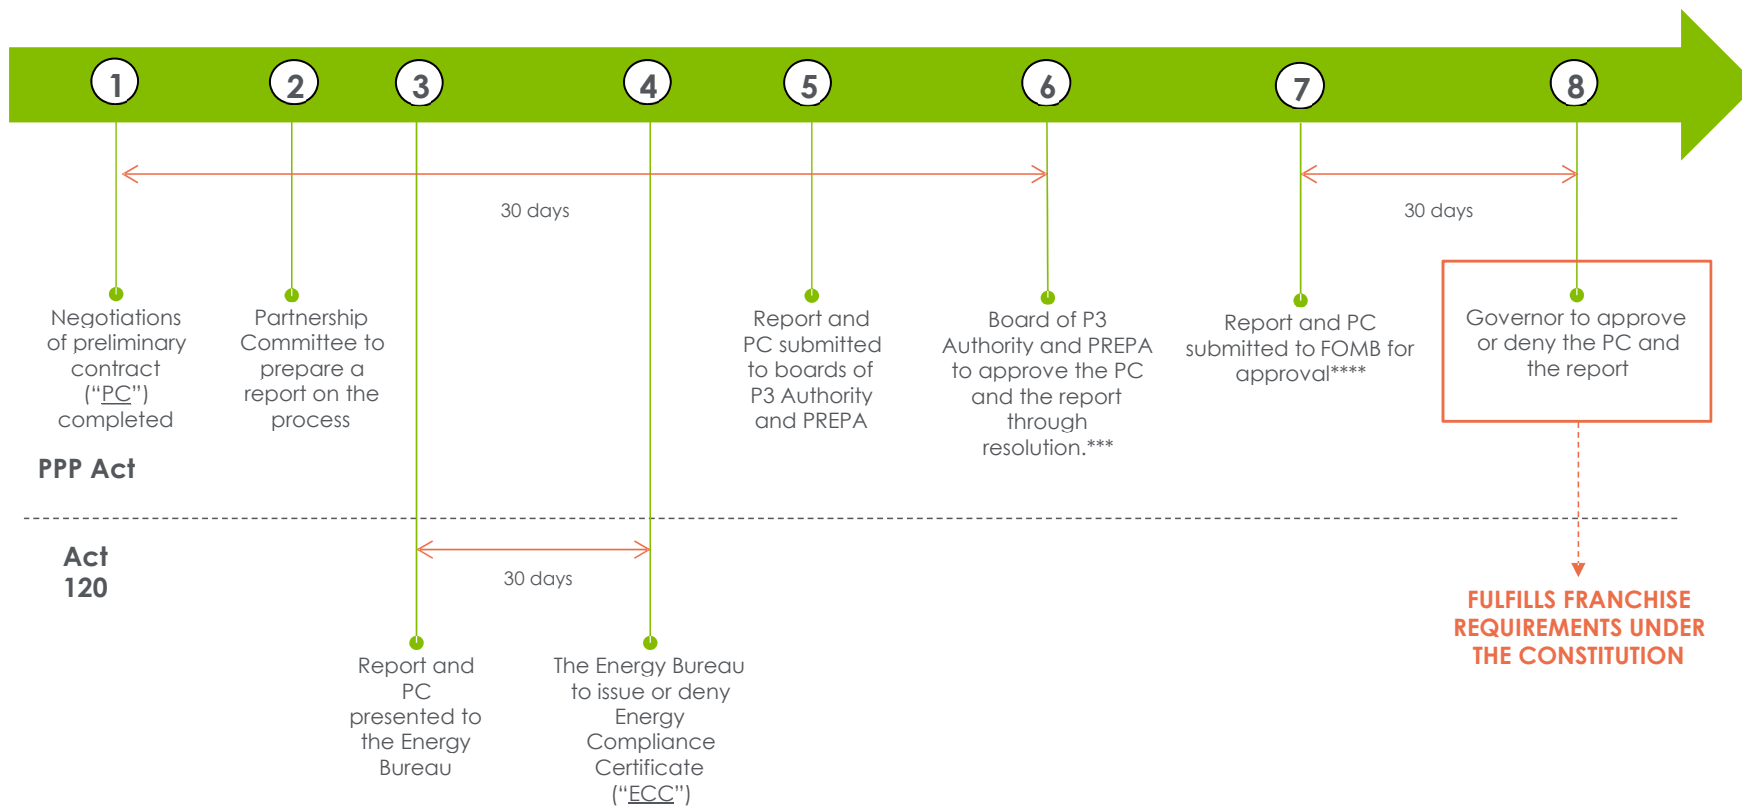 1
2
3
4
5
6
7
8
30 days
30 days
Negotiations
of preliminary
contract
(“PC”)
completed
Partnership
Committee to
prepare a
report on the
process
Report and
PC submitted
to boards of
P3 Authority
and PREPA
Board of P3
Authority and PREPA
to approve the PC
and the report
through
resolution.***
Report and PC
submitted to FOMB for
approval****
Governor to approve
or deny the PC and
the report
PPP Act
Act
120
30 days
FULFILLS FRANCHISE
REQUIREMENTS UNDER
THE CONSTITUTION
Report and
PC
presented to
the Energy
Bureau
The Energy Bureau
to issue or deny
Energy
Compliance
Certificate
(“ECC”)